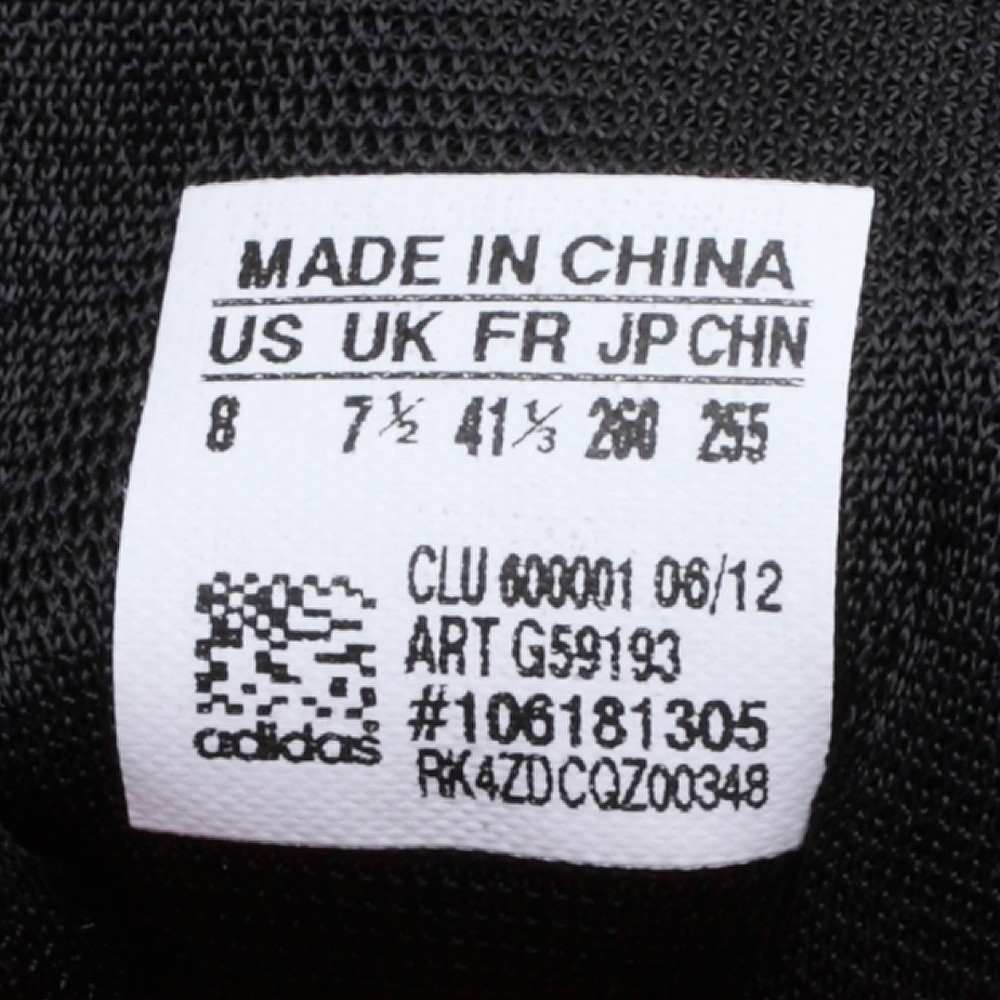 MADE IN CHINA
US UK FR JP CHN
8 7½ 41⅓ 260 255
CLU 600001 06/12
ART G59193
#106181305
adidas
RK4ZDCQZ00348